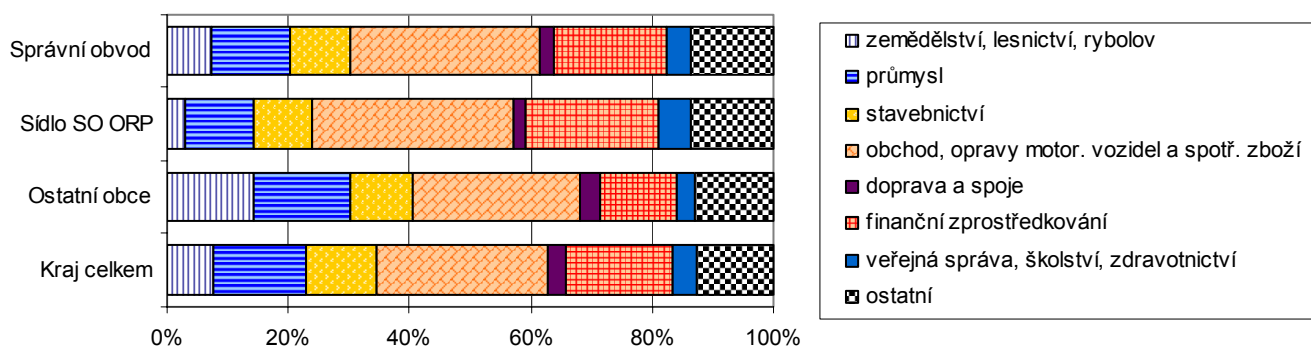 Správní obvod
Sídlo SO ORP
Ostatní obce
Kraj celkem
0% 20% 40% 60% 80% 100%
zemědělství, lesnictví, rybolov
průmysl
stavebnictví
obchod, opravy motor. vozidel a spotř. zboží
doprava a spoje
finanční zprostředkování
veřejná správa, školství, zdravotnictví
ostatní